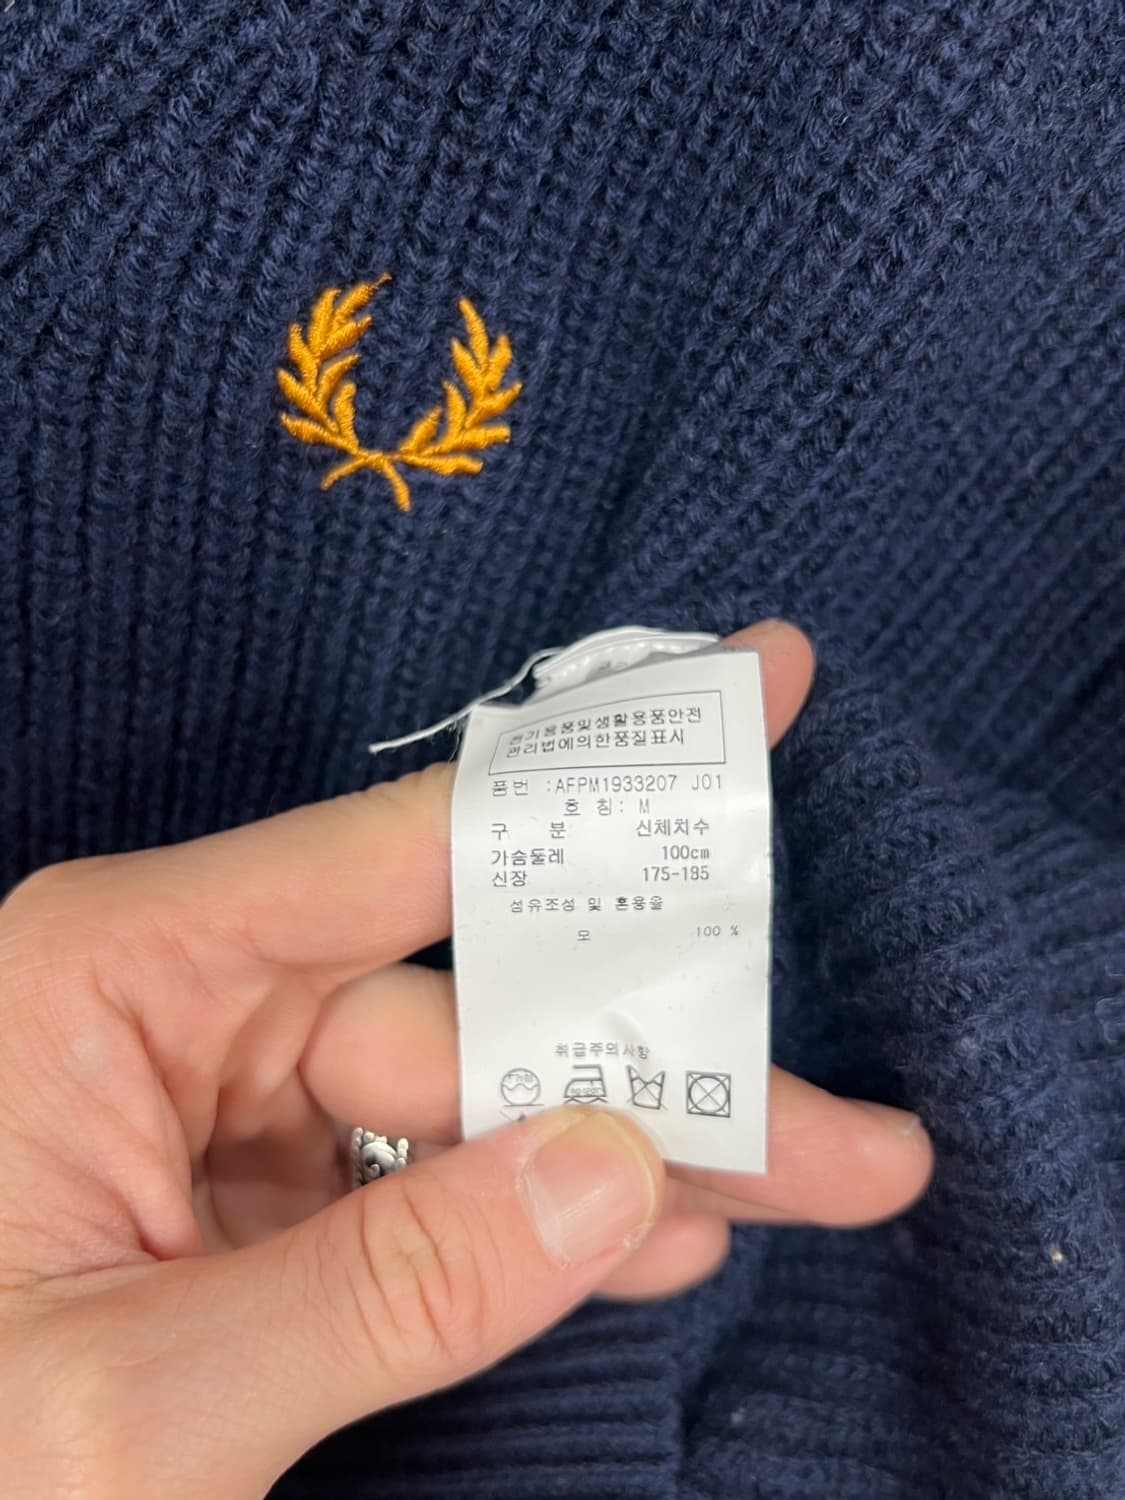 전기용품및생활용품안전
관리법에의한품질표시
품번 :AFPM1933207 J01
호 칭: M
구 분 신체치수
가슴둘레 100cm
신장 175-185
섬유조성 및 혼용율
모 100 %
취급주의사항